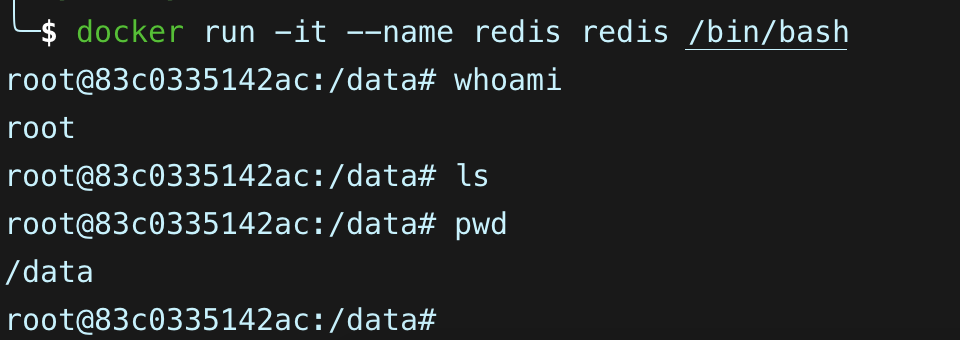 └─$ docker run -it --name redis redis /bin/bash
root@83c0335142ac:/data# whoami
root
root@83c0335142ac:/data# ls
root@83c0335142ac:/data# pwd
/data
root@83c0335142ac:/data#